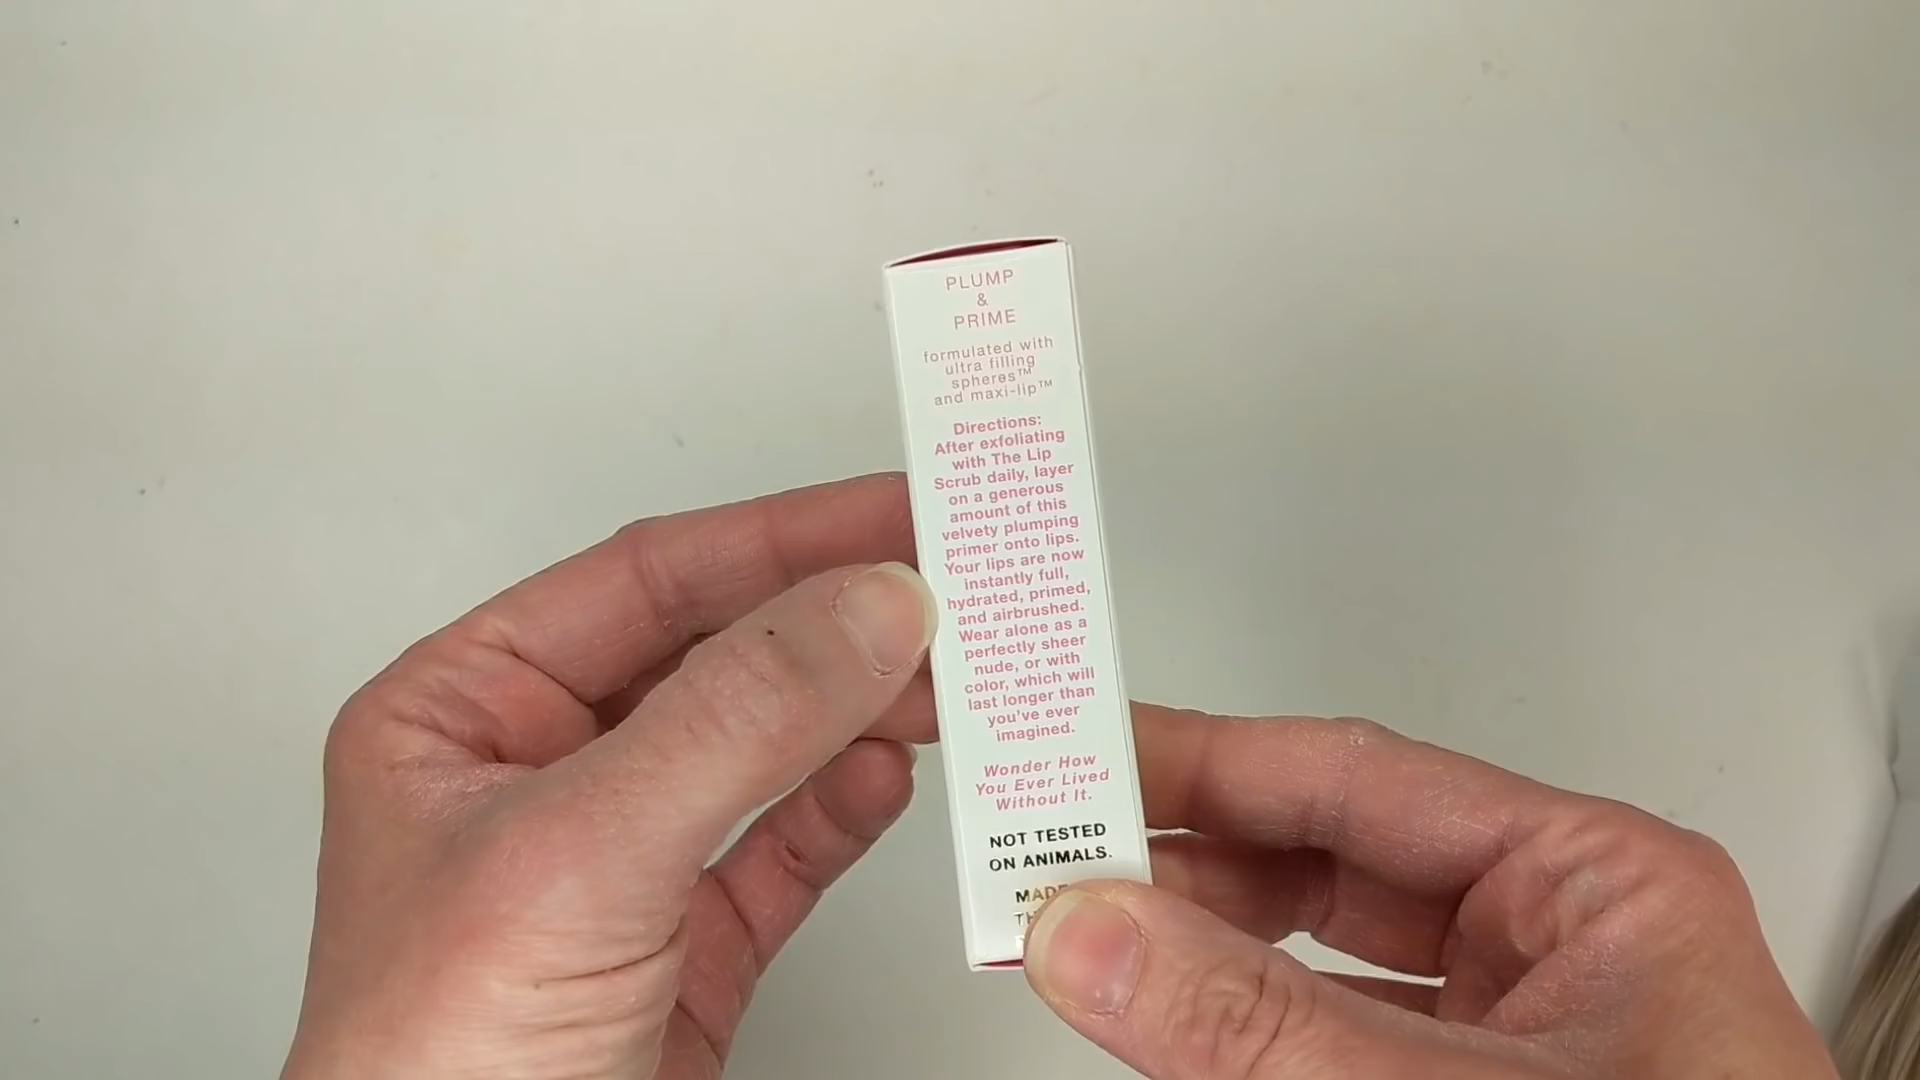 PLUMP
&
PRIME
formulated with
ultra filling
spheres™
and maxi-lip™
Directions:
After exfoliating
with The Lip
Scrub daily, layer
on a generous
amount of this
velvety plumping
primer onto lips.
Your lips are now
instantly full,
hydrated, primed,
and airbrushed.
Wear alone as a
perfectly sheer
nude, or with
color, which will
last longer than
you've ever
imagined.
Wonder How
You Ever Lived
Without It.
NOT TESTED
ON ANIMALS.